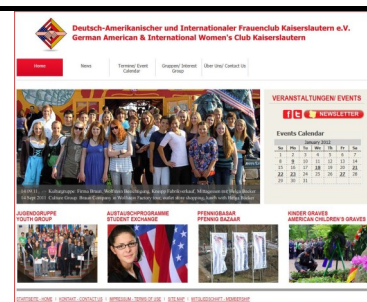 Deutsch-Amerikanischer und Internationaler Frauenclub Kaiserslautern e.V.
German American & International Women's Club Kaiserslautern
Home
News
Termine/ Event Calendar
Gruppen/ Interest Group
Über Uns/ Contact Us
VERANSTALTUNGEN/ EVENTS
NEWSLETTER
Events Calendar
January 2012
Su Mo Tu We Th Fr Sa
1 2 3 4 5 6 7
8 9 10 11 12 13 14
15 16 17 18 19 20 21
22 23 24 25 26 27 28
29 30 31
JUGENDGRUPPE
YOUTH GROUP
AUSTAUSCHPROGRAMME
STUDENT EXCHANGE
PFENNIGBASAR
PFENNIG BAZAAR
KINDER GRAVES
AMERICAN CHILDREN'S GRAVES
STARTSEITE - HOME | KONTAKT - CONTACT US | IMPRESSUM - TERMS OF USE | SITE MAP | MITGLIEDSCHAFT - MEMBERSHIP